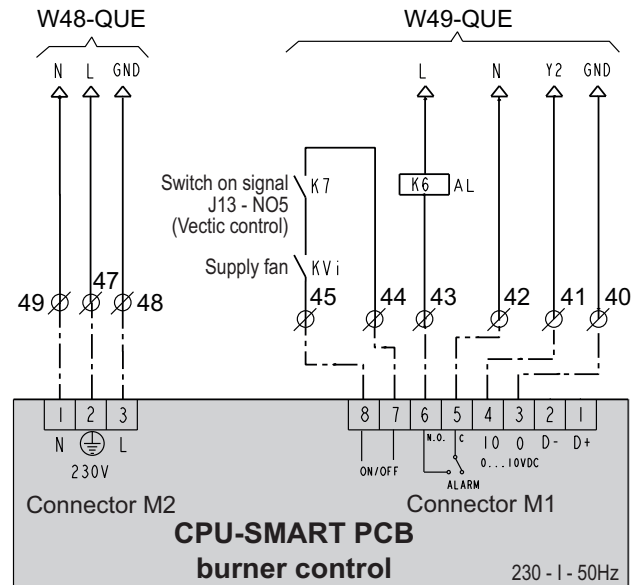 W48-QUE W49-QUE
N L GND L N Y2 GND
Switch on signal K7 K6 AL
J13 - NO5
(Vectic control)
Supply fan KVi
49 47 48 45 44 43 42 41 40
1 2 3 8 7 6 5 4 3 2 1
N L N.O. C 10 0 D- D+
230V ON/OFF 0...10VDC
ALARM
Connector M2 Connector M1
CPU-SMART PCB
burner control 230 - I - 50Hz